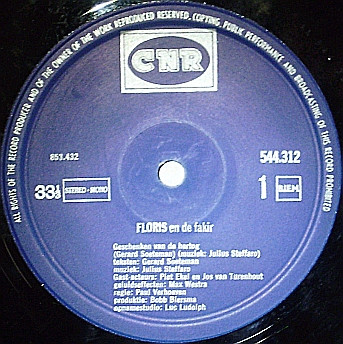 ALL RIGHTS OF THE RECORD PRODUCER AND OF THE OWNER OF THE WORK REPRODUCED RESERVED. COPYING, PUBLIC PERFORMANCE AND BROADCASTING OF THIS RECORD PROHIBITED
CNR
853.432
544.312
33⅓
STEREO-MONO
1
BIEM
FLORIS en de fakir
Geschenken van de hertog
(Gerard Soeteman) (muziek: Julius Steffaro)
teksten: Gerard Soeteman
muziek: Julius Steffaro
Gast-acteurs: Piet Ekel en Jos van Turenhout
geluidseffecten: Max Westra
regie: Paul Verhoeven
produktie: Bobb Biersma
opnamestudio: Luc Ludolph